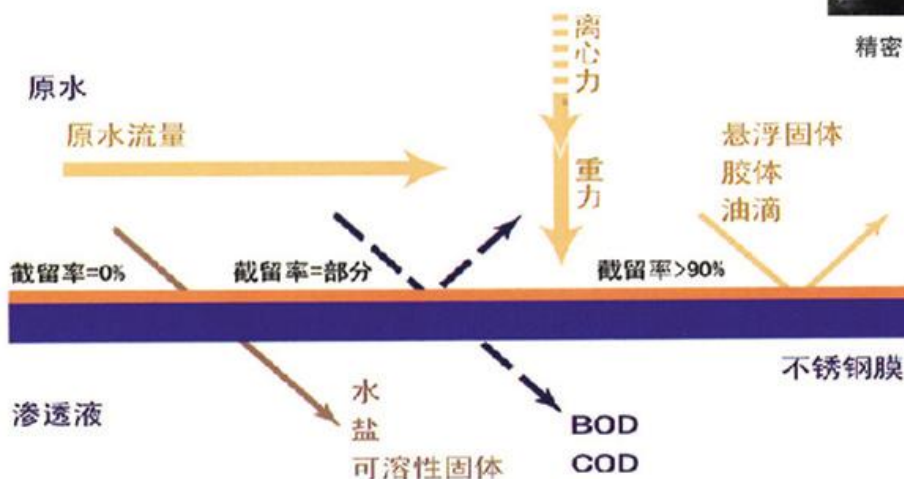 精密
离心力
原水
原水流量
悬浮固体
胶体
油滴
重力
截留率=0%
截留率=部分
截留率>90%
不锈钢膜
渗透液
水
盐
可溶性固体
BOD
COD